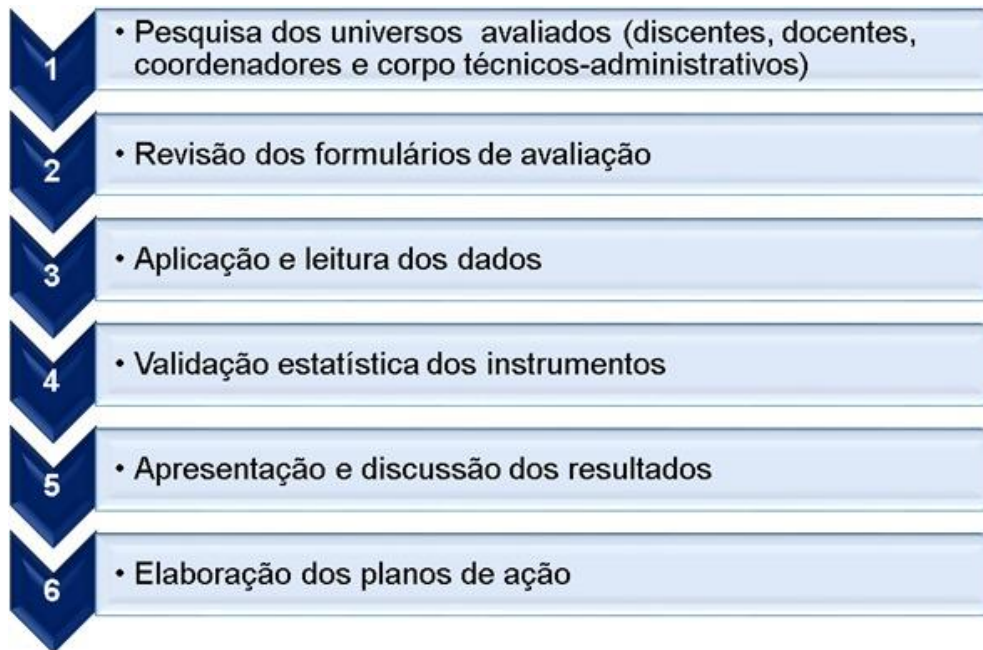 1
• Pesquisa dos universos avaliados (discentes, docentes,
coordenadores e corpo técnicos-administrativos)
2
• Revisão dos formulários de avaliação
3
• Aplicação e leitura dos dados
4
• Validação estatística dos instrumentos
5
• Apresentação e discussão dos resultados
6
• Elaboração dos planos de ação